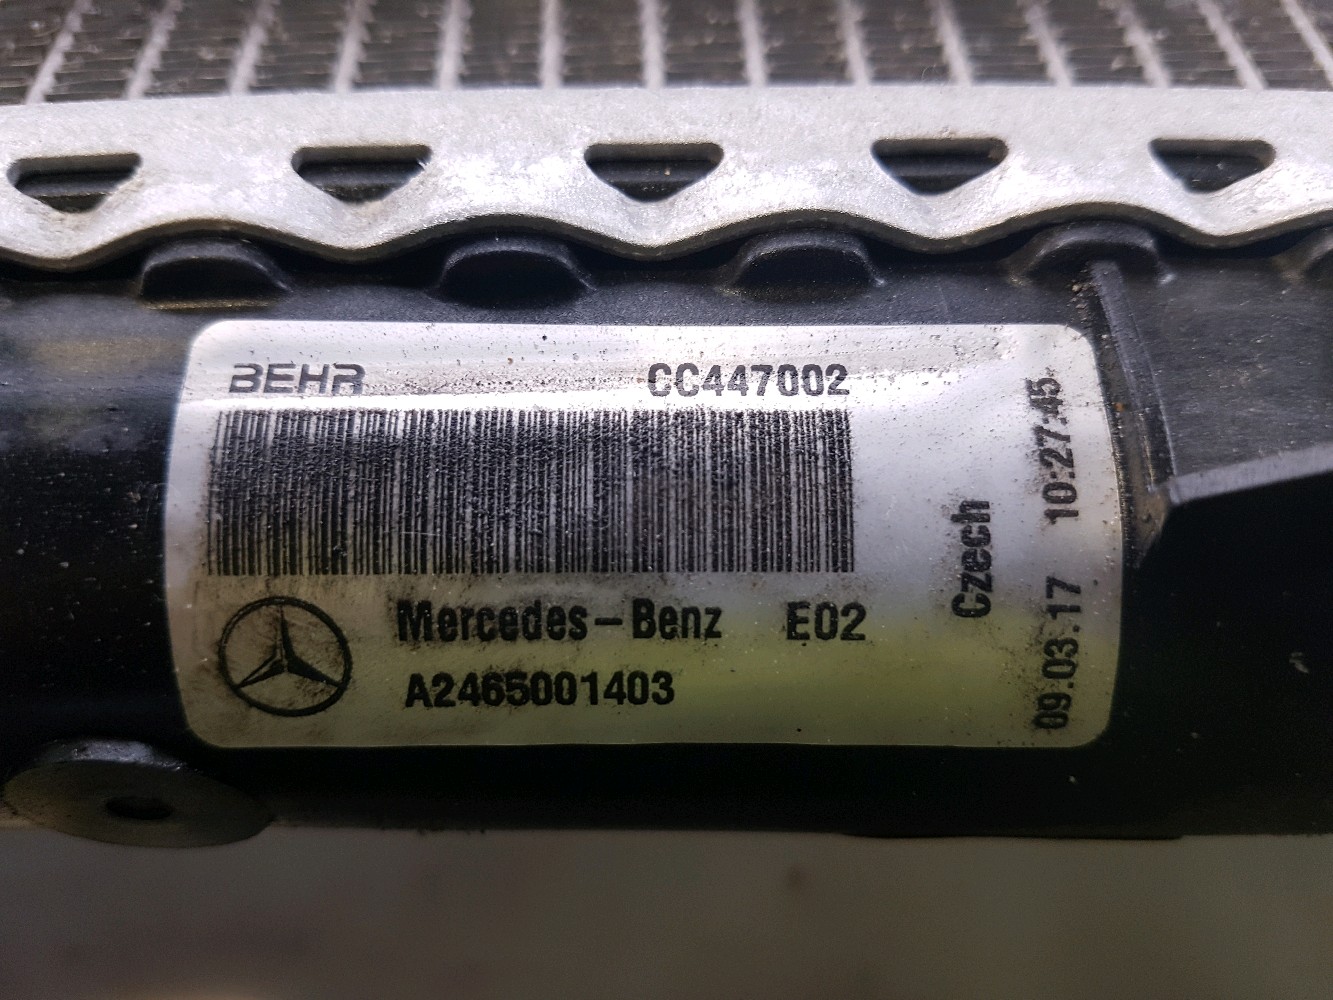 BEHR CC447002
Mercedes-Benz E02
A2465001403
Czech
09.03.17 10:27:45